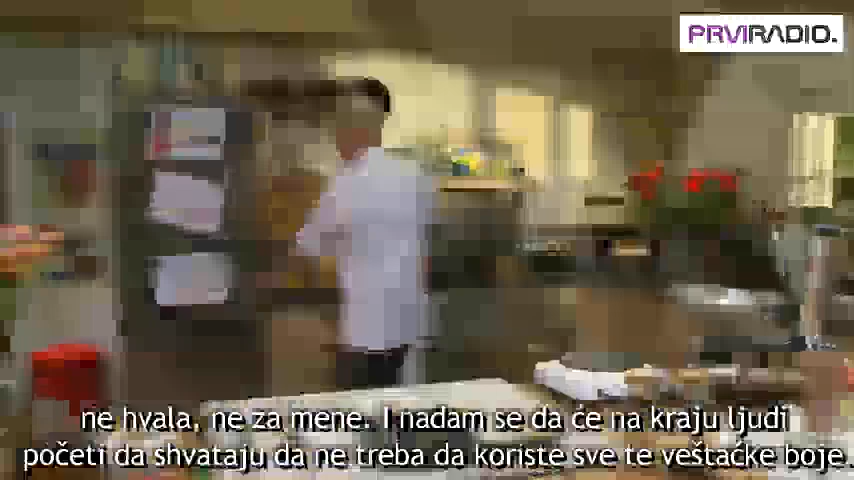 PRVIRADIO.
ne hvala, ne za mene. I nadam se da će na kraju ljudi
početi da shvataju da ne treba da koriste sve te veštačke boje.